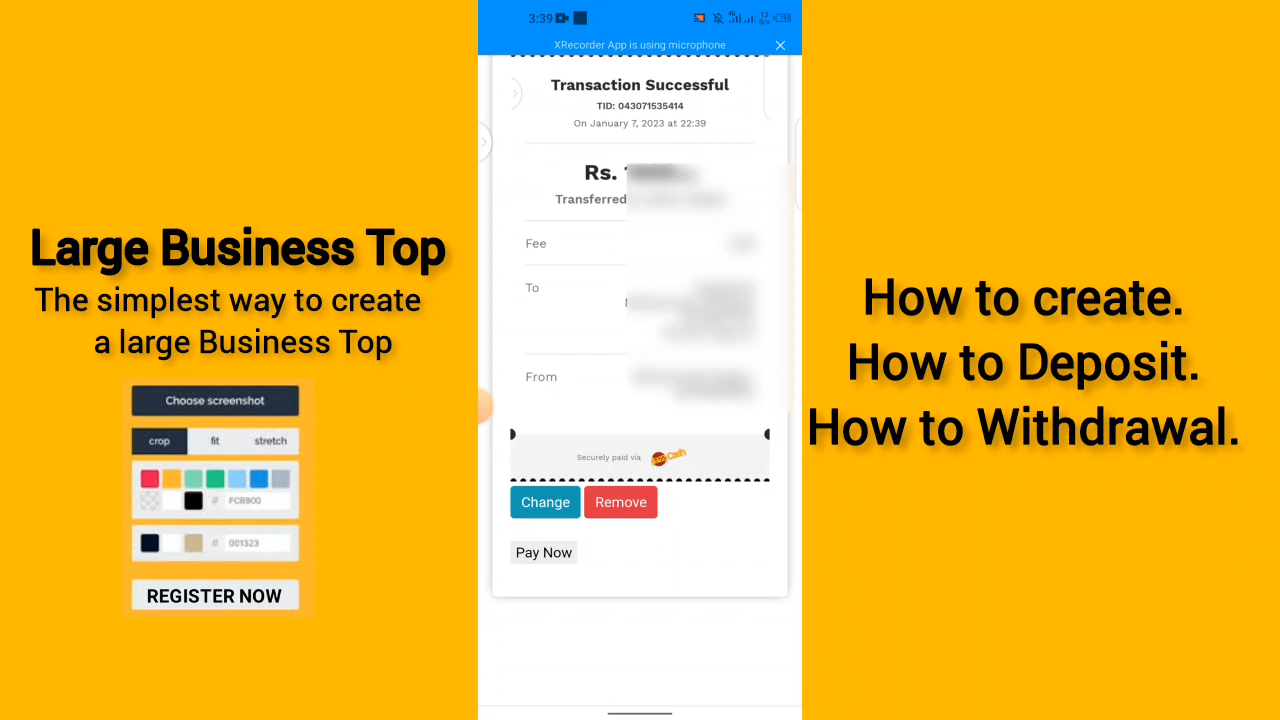 Large Business Top
The simplest way to create
a large Business Top
Choose screenshot
crop fit stretch
# FCB900
# 001323
REGISTER NOW
3:39
XRecorder App is using microphone
Transaction Successful
TID: 043071535414
On January 7, 2023 at 22:39
Rs.
Transferred
Fee
To
From
Securely paid via
Jazz Cash
Change Remove
Pay Now
How to create.
How to Deposit.
How to Withdrawal.